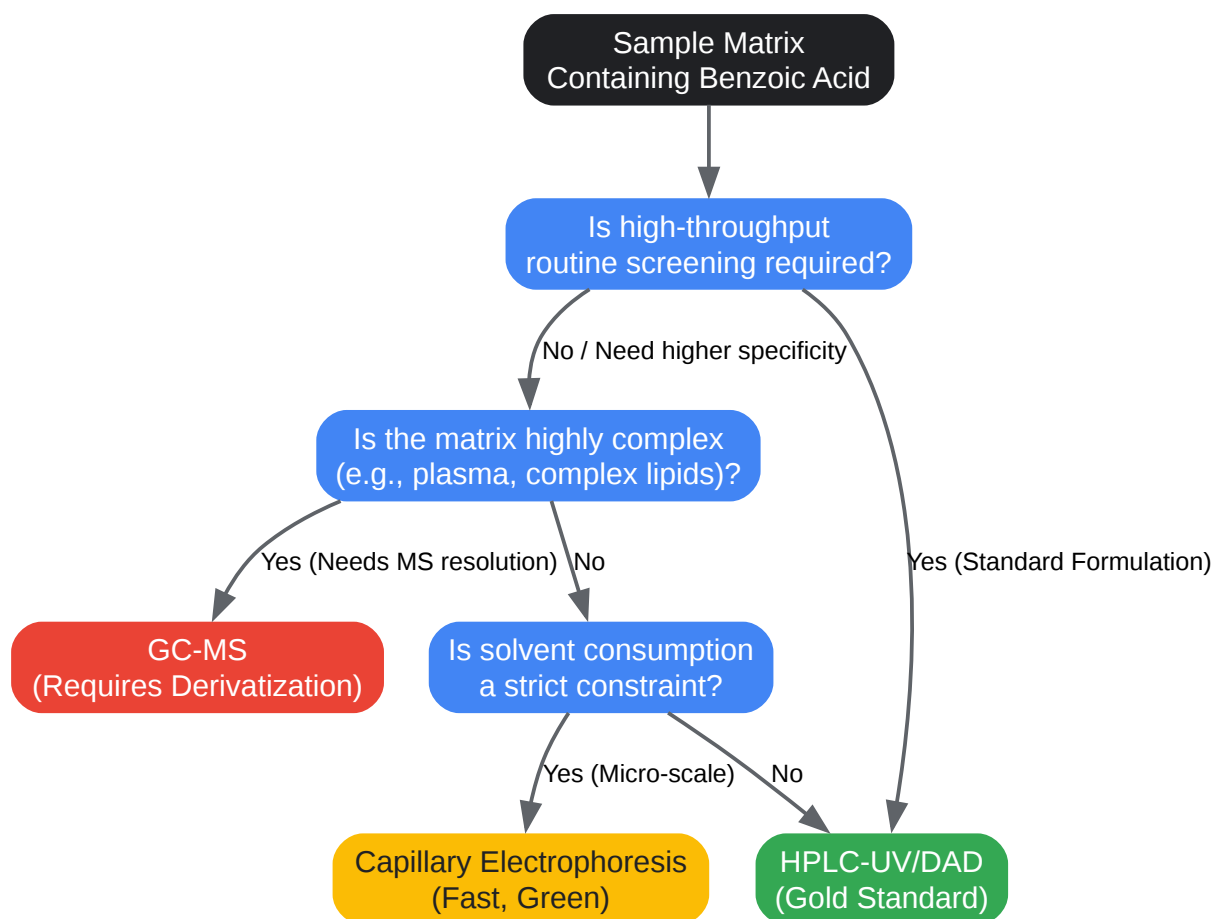 Sample Matrix
Containing Benzoic Acid
Is high-throughput
routine screening required?
No / Need higher specificity
Is the matrix highly complex
(e.g., plasma, complex lipids)?
Yes (Needs MS resolution)
No
Yes (Standard Formulation)
GC-MS
(Requires Derivatization)
Is solvent consumption
a strict constraint?
Yes (Micro-scale)
No
Capillary Electrophoresis
(Fast, Green)
HPLC-UV/DAD
(Gold Standard)